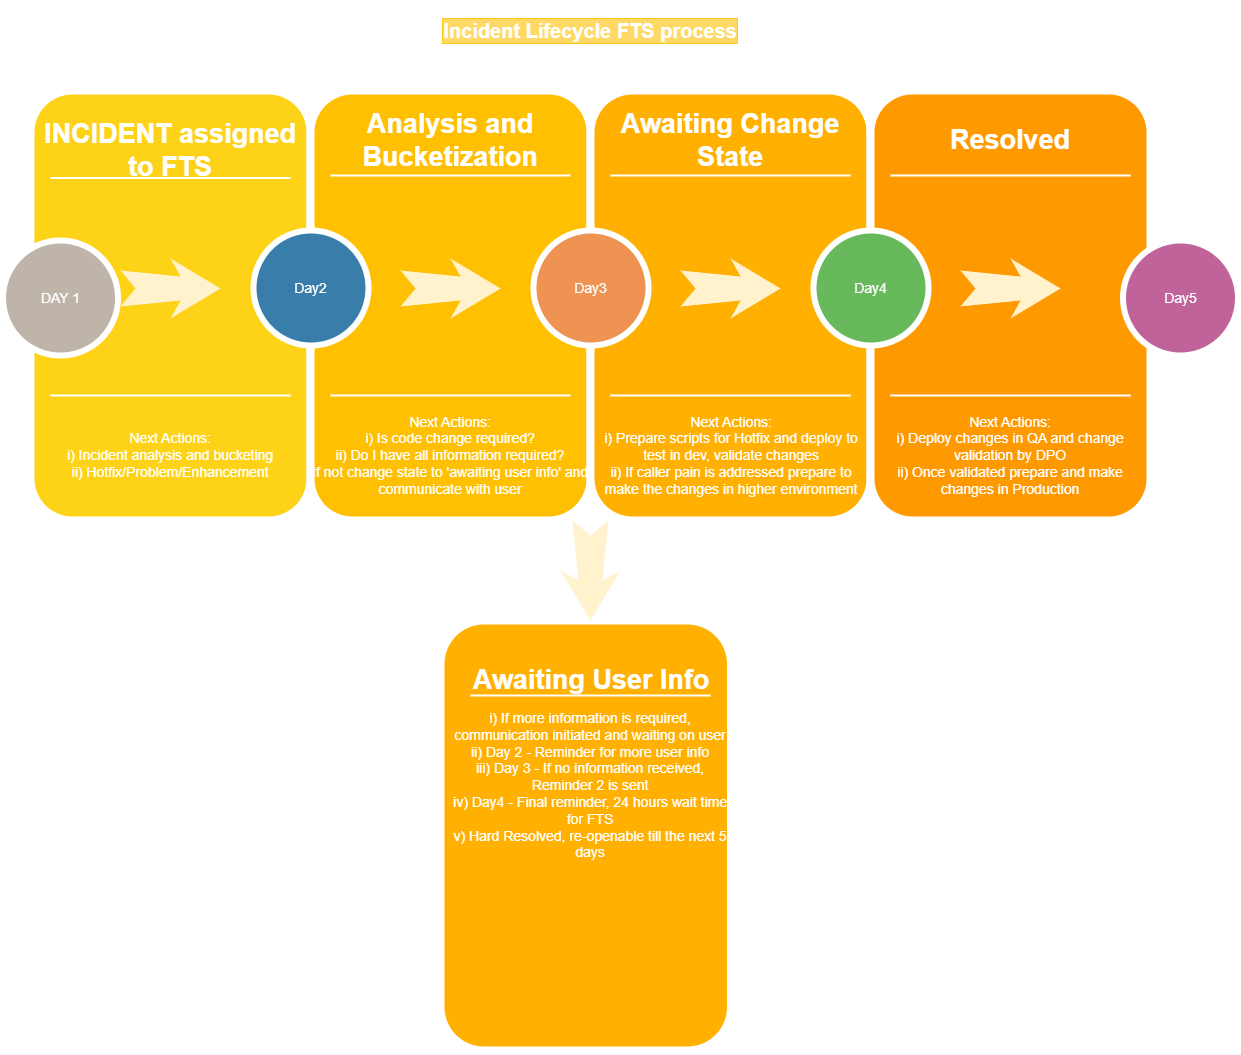 Incident Lifecycle FTS process
INCIDENT assigned
to FTS
Analysis and
Bucketization
Awaiting Change
State
Resolved
DAY 1
Day2
Day3
Day4
Day5
Next Actions:
i) Incident analysis and bucketing
ii) Hotfix/Problem/Enhancement
Next Actions:
i) Is code change required?
ii) Do I have all information required?
If not change state to 'awaiting user info' and
communicate with user
Next Actions:
i) Prepare scripts for Hotfix and deploy to
test in dev, validate changes
ii) If caller pain is addressed prepare to
make the changes in higher environment
Next Actions:
i) Deploy changes in QA and change
validation by DPO
ii) Once validated prepare and make
changes in Production
Awaiting User Info
i) If more information is required,
communication initiated and waiting on user
ii) Day 2 - Reminder for more user info
iii) Day 3 - If no information received,
Reminder 2 is sent
iv) Day4 - Final reminder, 24 hours wait time
for FTS
v) Hard Resolved, re-openable till the next 5
days